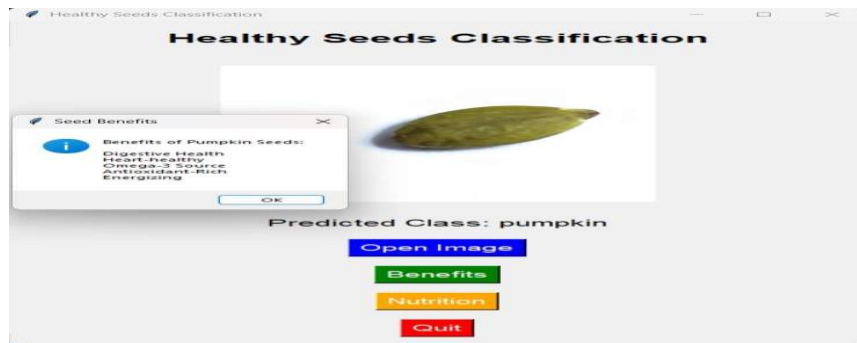 Healthy Seeds Classification
Healthy Seeds Classification
Seed Benefits
Benefits of Pumpkin Seeds:
Digestive Health
Heart-healthy
Omega-3 Source
Antioxidant-Rich
Energizing
OK
Predicted Class: pumpkin
Open Image
Benefits
Nutrition
Quit